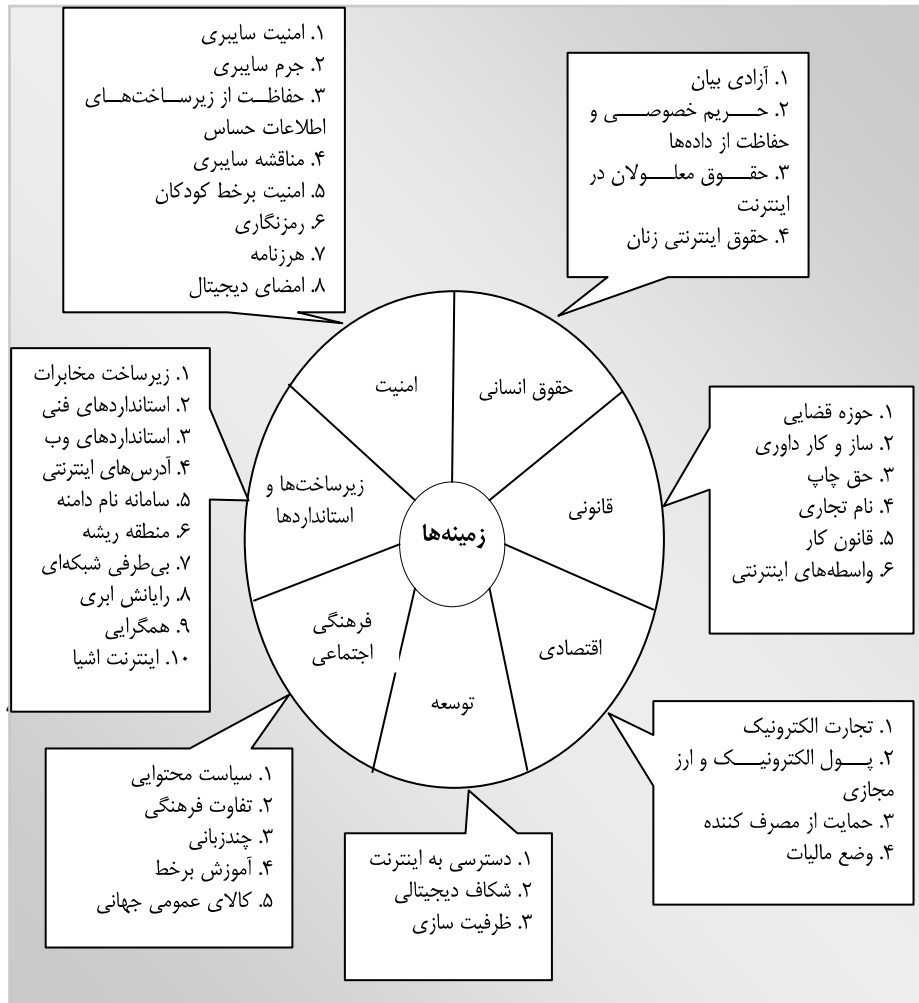 ۱. امنیت سایبری
۲. جرم سایبری
۳. حفاظت از زیرساخت‌های
اطلاعات حساس
۴. مناقشه سایبری
۵. امنیت برخط کودکان
۶. رمزنگاری
۷. هرزنامه
۸. امضای دیجیتال
۱. آزادی بیان
۲. حریم خصوصی و
حفاظت از داده‌ها
۳. حقوق معلولان در
اینترنت
۴. حقوق اینترنتی زنان
۱. زیرساخت مخابرات
۲. استانداردهای فنی
۳. استانداردهای وب
۴. آدرس‌های اینترنتی
۵. سامانه نام دامنه
۶. منطقه ریشه
۷. بی‌طرفی شبکه‌ای
۸. رایانش ابری
۹. همگرایی
۱۰. اینترنت اشیا
۱. حوزه قضایی
۲. ساز و کار داوری
۳. حق چاپ
۴. نام تجاری
۵. قانون کار
۶. واسطه‌های اینترنتی
حقوق انسانی
امنیت
قانونی
زیرساخت‌ها و
استانداردها
زمینه‌ها
اقتصادی
فرهنگی
اجتماعی
توسعه
۱. تجارت الکترونیک
۲. پول الکترونیک و ارز
مجازی
۳. حمایت از مصرف کننده
۴. وضع مالیات
۱. سیاست محتوایی
۲. تفاوت فرهنگی
۳. چندزبانی
۴. آموزش برخط
۵. کالای عمومی جهانی
۱. دسترسی به اینترنت
۲. شکاف دیجیتالی
۳. ظرفیت سازی